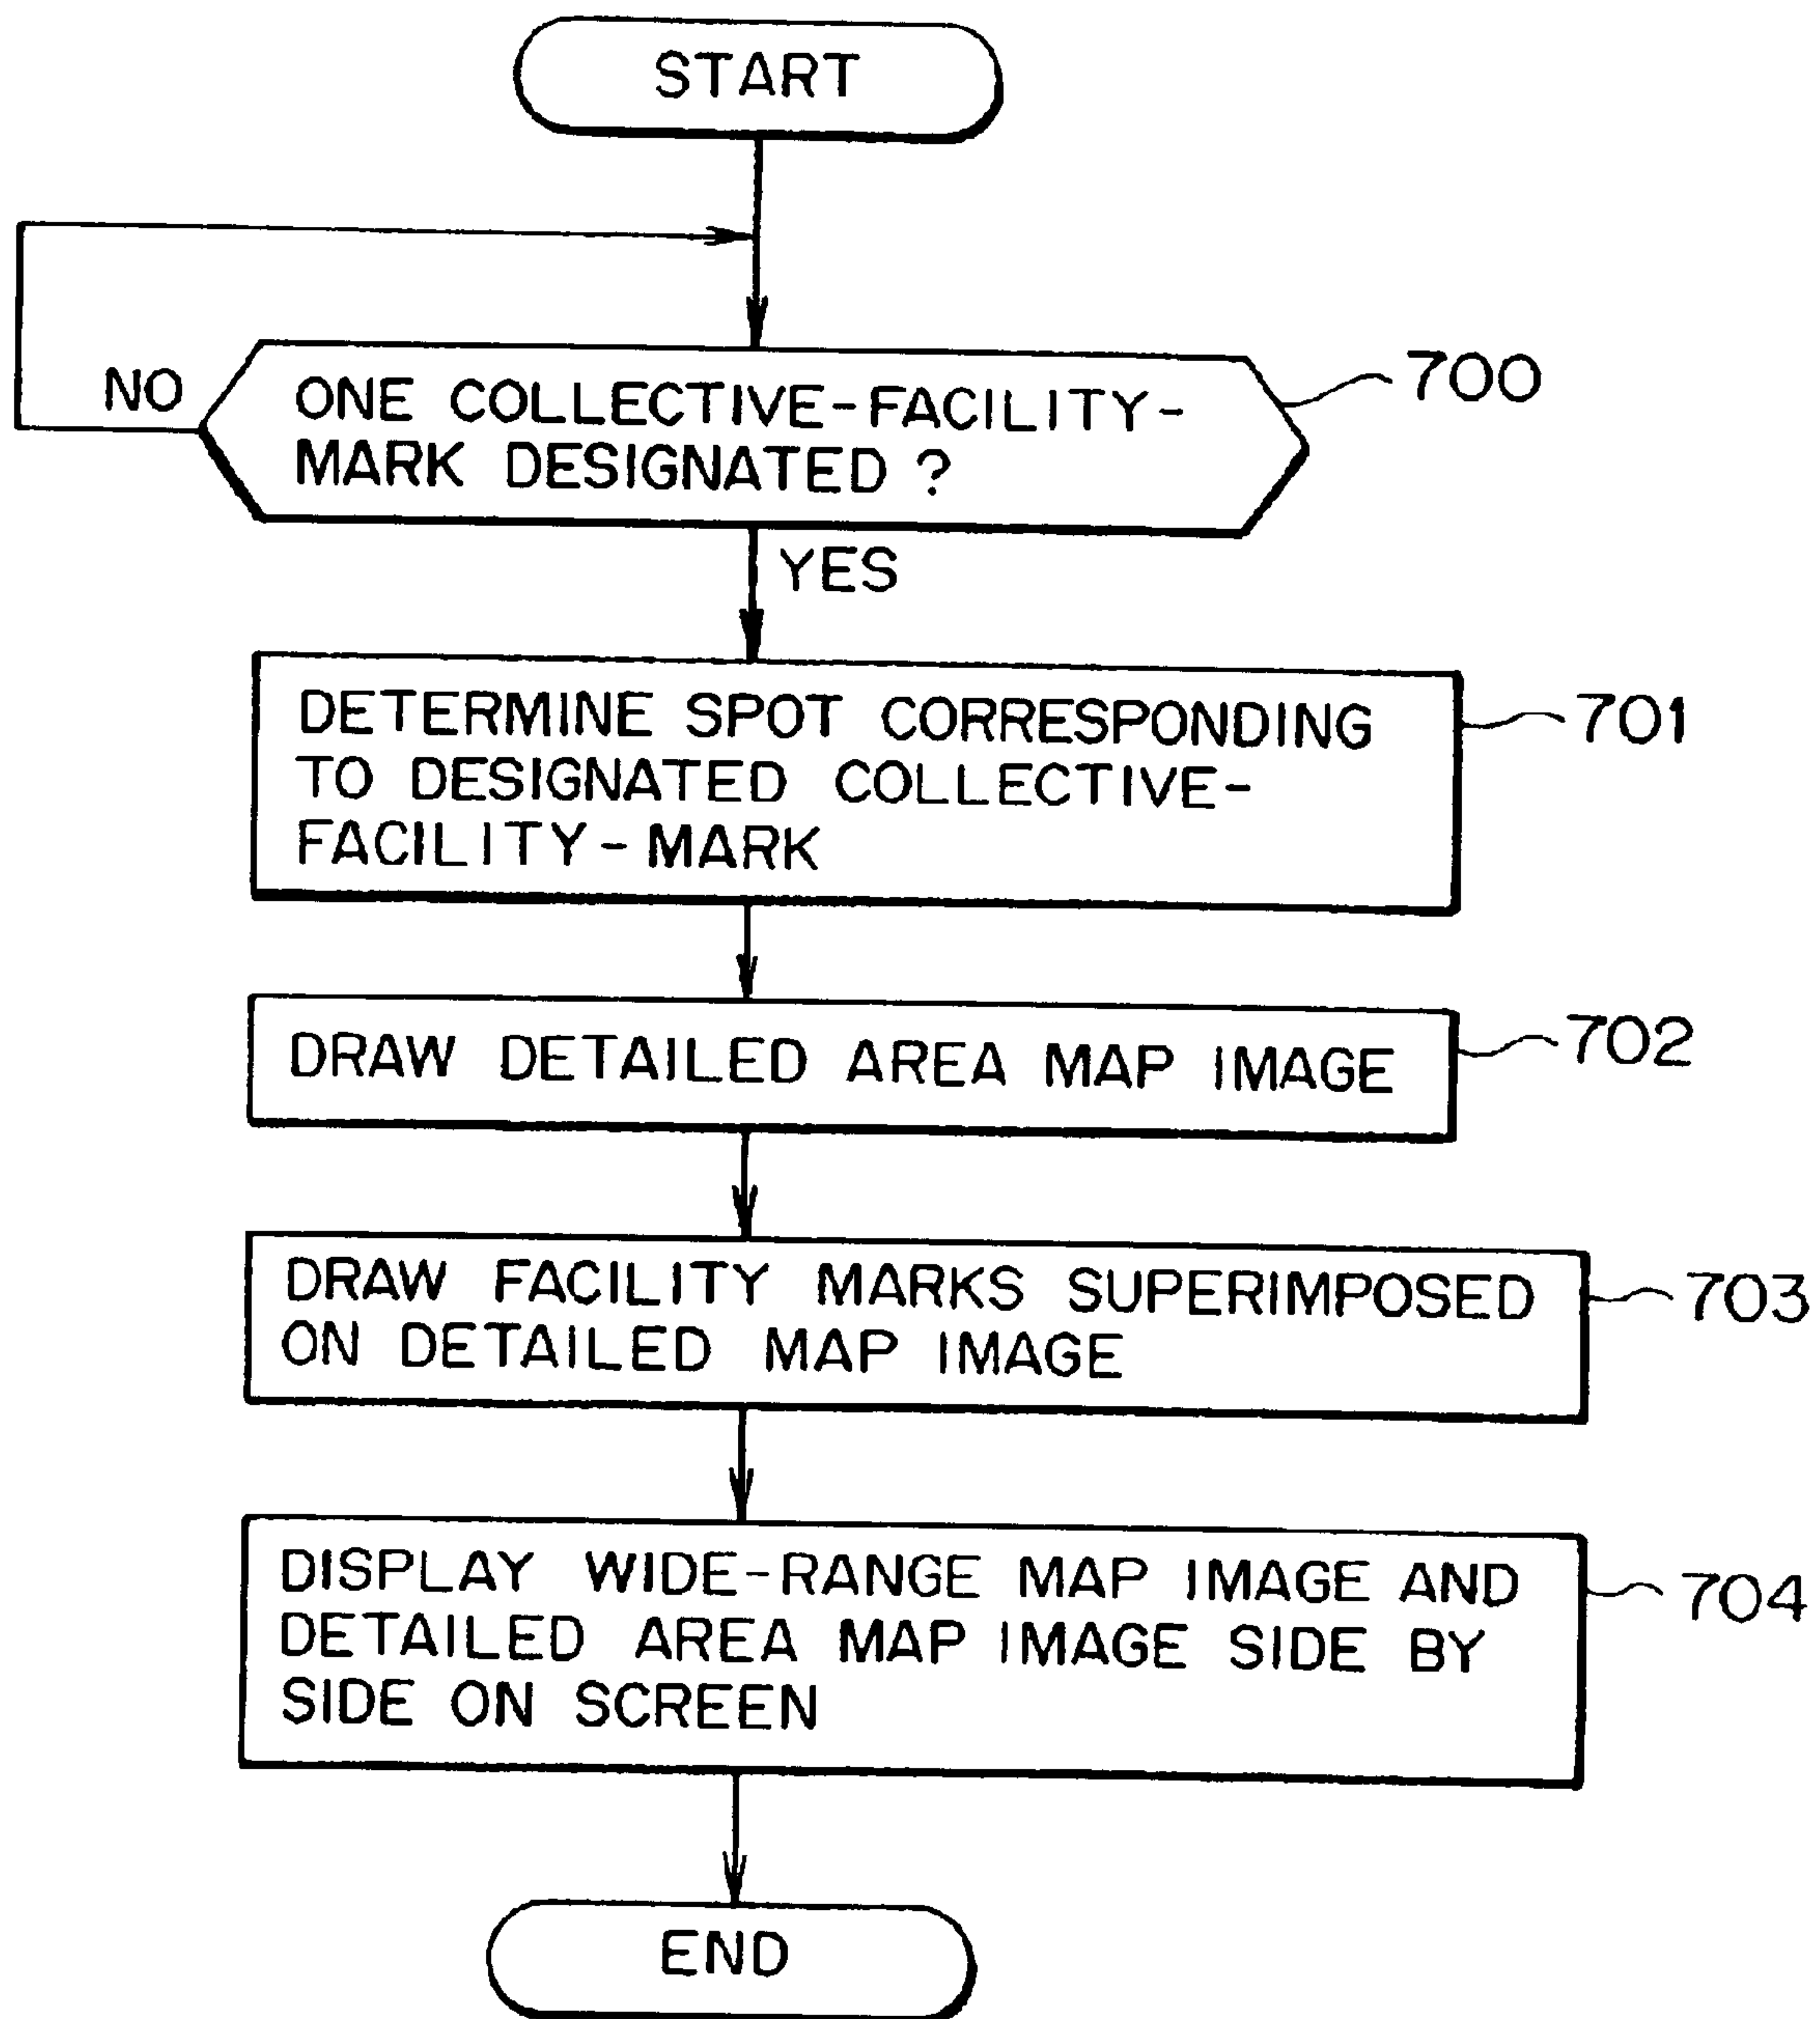 START
NO
ONE COLLECTIVE-FACILITY-
MARK DESIGNATED ?
700
YES
DETERMINE SPOT CORRESPONDING
TO DESIGNATED COLLECTIVE-
FACILITY-MARK
701
DRAW DETAILED AREA MAP IMAGE
702
DRAW FACILITY MARKS SUPERIMPOSED
ON DETAILED MAP IMAGE
703
DISPLAY WIDE-RANGE MAP IMAGE AND
DETAILED AREA MAP IMAGE SIDE BY
SIDE ON SCREEN
704
END